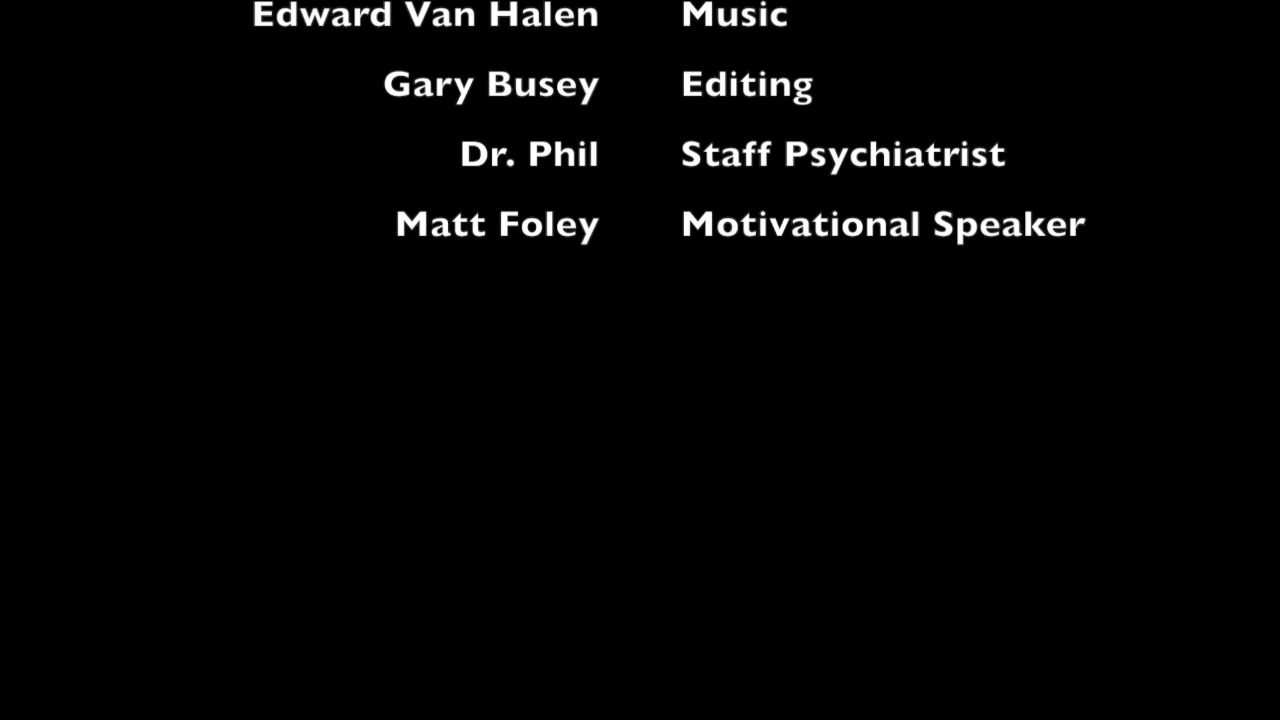 Edward Van Halen Music
Gary Busey Editing
Dr. Phil Staff Psychiatrist
Matt Foley Motivational Speaker